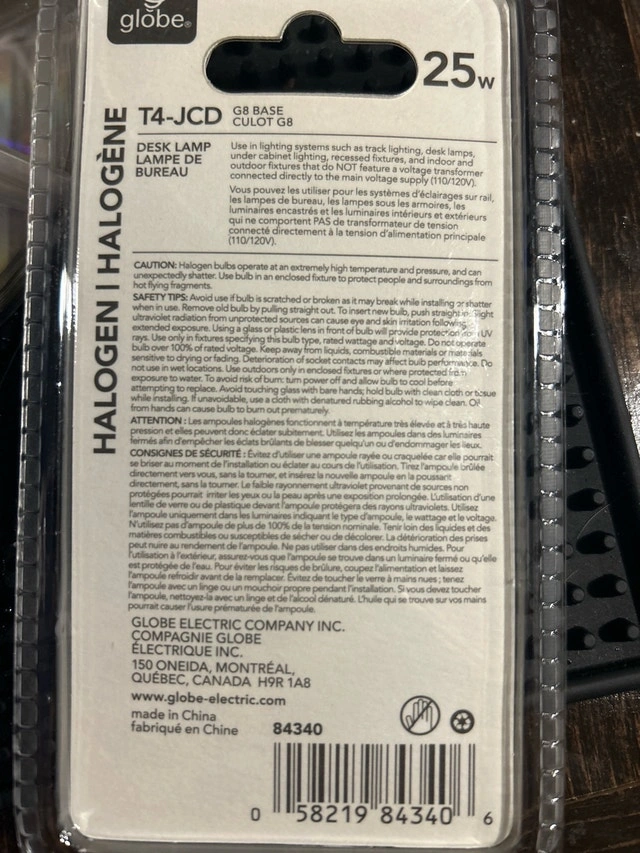 globe®
25w
HALOGEN | HALOGÈNE
T4-JCD G8 BASE
CULOT G8
DESK LAMP
LAMPE DE
BUREAU
Use in lighting systems such as track lighting, desk lamps,
under cabinet lighting, recessed fixtures, and indoor and
outdoor fixtures that do NOT feature a voltage transformer
connected directly to the main voltage supply (110/120V).
Vous pouvez les utiliser pour les systèmes d'éclairages sur rail,
les lampes de bureau, les lampes sous les armoires, les
luminaires encastrés et les luminaires intérieurs et extérieurs
qui ne comportent PAS de transformateur de tension
connecté directement à la tension d'alimentation principale
(110/120V).
CAUTION: Halogen bulbs operate at an extremely high temperature and pressure, and can
unexpectedly shatter. Use bulb in an enclosed fixture to protect people and surroundings from
hot flying fragments.
SAFETY TIPS: Avoid use if bulb is scratched or broken as it may break while installing or shatter
when in use. Remove old bulb by pulling straight out. To insert new bulb, push straight in. Slight
ultraviolet radiation from unprotected sources can cause eye and skin irritation following
extended exposure. Using a glass or plastic lens in front of bulb will provide protection from UV
rays. Use only in fixtures specifying this bulb type, rated wattage and voltage. Do not operate
bulb over 100% of rated voltage. Keep away from liquids, combustible materials or materials
sensitive to drying or fading. Deterioration of socket contacts may affect bulb performance. Do
not use in wet locations. Use outdoors only in enclosed fixtures or where protected from
exposure to water. To avoid risk of burn: turn power off and allow bulb to cool before
attempting to replace. Avoid touching glass with bare hands; hold bulb with clean cloth or tissue
while installing. If unavoidable, use a cloth with denatured rubbing alcohol to wipe clean. Oil
from hands can cause bulb to burn out prematurely.
ATTENTION : Les ampoules halogènes fonctionnent à température très élevée et à très haute
pression et elles peuvent donc éclater subitement. Utilisez les ampoules dans des luminaires
fermés afin d'empêcher les éclats brûlants de blesser quelqu'un ou d'endommager les lieux.
CONSIGNES DE SÉCURITÉ : Évitez d'utiliser une ampoule rayée ou craquelée car elle pourrait
se briser au moment de l'installation ou éclater au cours de l'utilisation. Tirez l'ampoule brûlée
directement vers vous, sans la tourner, et insérez la nouvelle ampoule en la poussant
directement, sans la tourner. Le faible rayonnement ultraviolet provenant de sources non
protégées pourrait irriter les yeux ou la peau après une exposition prolongée. L'utilisation d'une
lentille de verre ou de plastique devant l'ampoule protégera des rayons ultraviolets. Utilisez
l'ampoule uniquement dans les luminaires indiquant le type d'ampoule, le wattage et le voltage.
N'utilisez pas d'ampoule de plus de 100% de la tension nominale. Tenir loin des liquides et des
matières combustibles ou susceptibles de sécher ou de décolorer. La détérioration des prises
peut nuire au rendement de l'ampoule. Ne pas utiliser dans des endroits humides. Pour
l'utilisation à l'extérieur, assurez-vous que l'ampoule se trouve dans un luminaire fermé ou qu'elle
est protégée de l'eau. Pour éviter les risques de brûlure, coupez l'alimentation et laissez
l'ampoule refroidir avant de la remplacer. Évitez de toucher le verre à mains nues ; tenez
l'ampoule avec un linge ou un mouchoir propre pendant l'installation. Si vous devez toucher
l'ampoule, nettoyez-la avec un linge et de l'alcool dénaturé. L'huile qui se trouve sur vos mains
pourrait causer l'usure prématurée de l'ampoule.
GLOBE ELECTRIC COMPANY INC.
COMPAGNIE GLOBE
ÉLECTRIQUE INC.
150 ONEIDA, MONTRÉAL,
QUÉBEC, CANADA H9R 1A8
www.globe-electric.com
made in China
fabriqué en Chine
84340
0 58219 84340 6